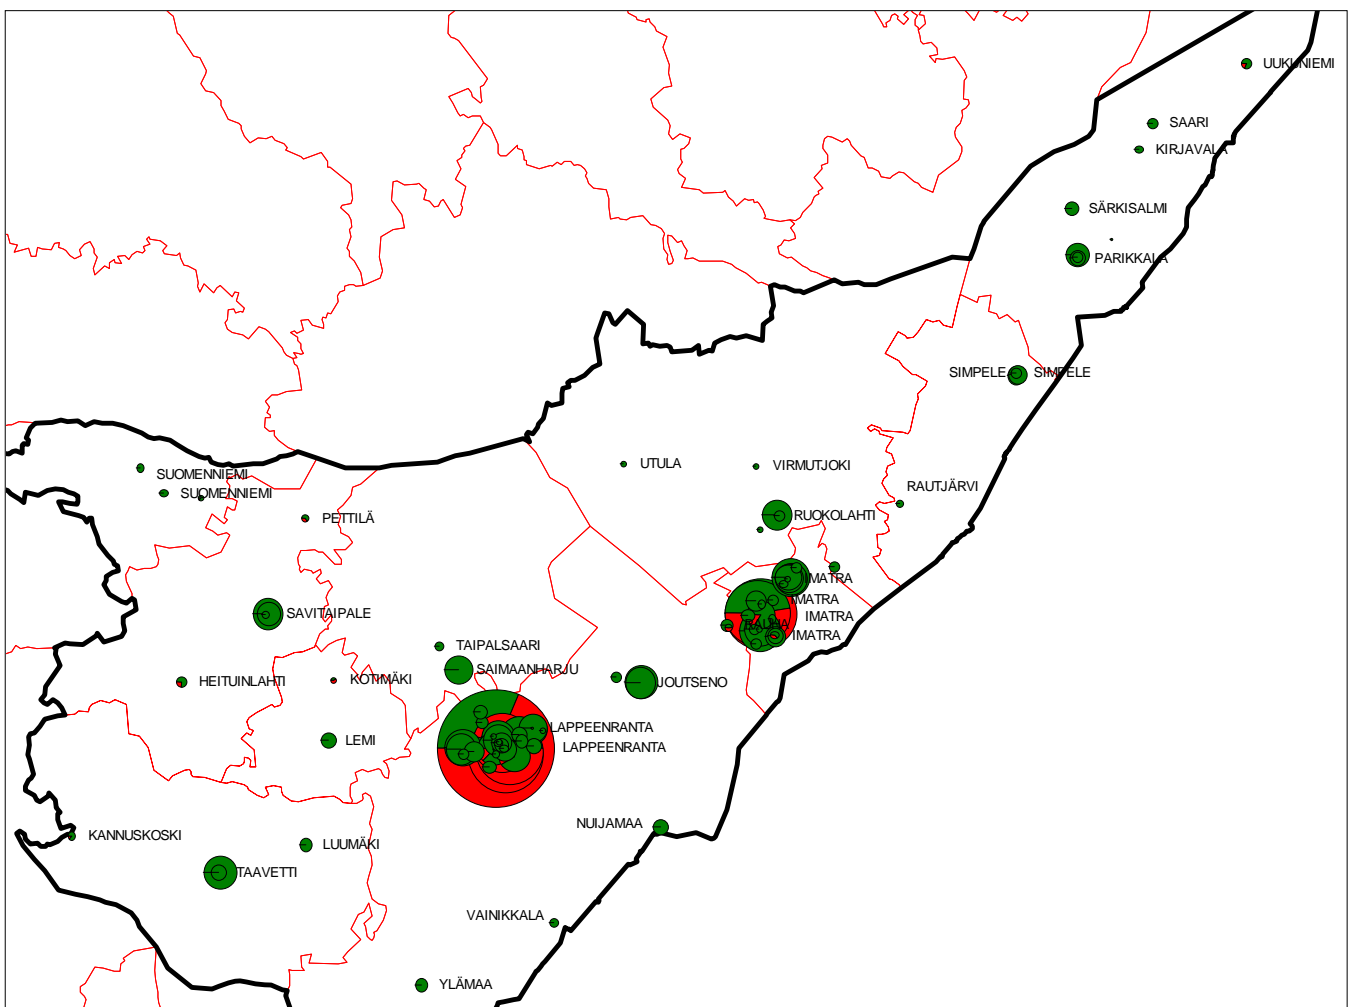 UUKUNIEMI
SAARI
KIRJAVALA
SÄRKISALMI
PARIKKALA
SIMPELE
SIMPELE
UTULA
VIRMUTJOKI
SUOMENNIEMI
SUOMENNIEMI
RAUTJÄRVI
PETTILÄ
RUOKOLAHTI
IMATRA
IMATRA
SAVITAIPALE
IMATRA
RAUHA
IMATRA
TAIPALSAARI
SAIMAANHARJU
HEITUINLAHTI
KOTIMÄKI
JOUTSENO
LAPPEENRANTA
LEMI
LAPPEENRANTA
NUIJAMAA
KANNUSKOSKI
LUUMÄKI
TAAVETTI
VAINIKKALA
YLÄMAA